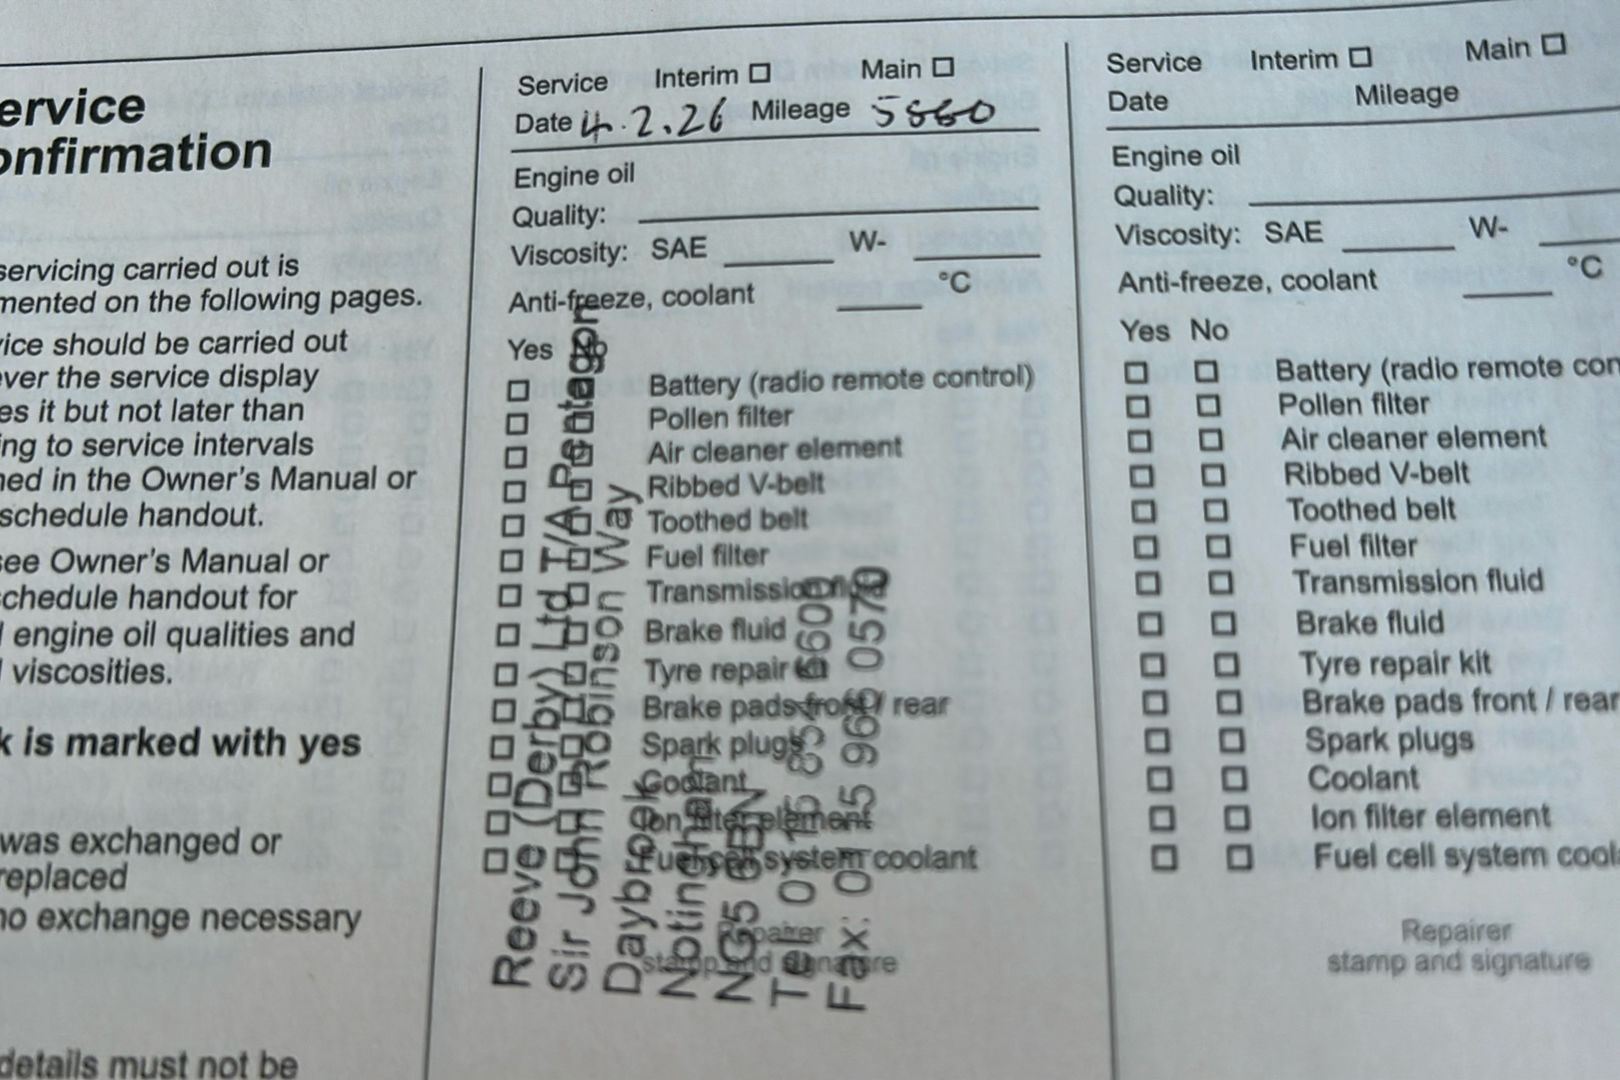 ervice
onfirmation
servicing carried out is
mented on the following pages.
ice should be carried out
ever the service display
es it but not later than
ing to service intervals
ned in the Owner's Manual or
schedule handout.
see Owner's Manual or
schedule handout for
engine oil qualities and
viscosities.
k is marked with yes
was exchanged or
replaced
no exchange necessary
details must not be
Service Interim Main
Date 4.2.26 Mileage 5860
Engine oil
Quality:
Viscosity: SAE W-
Anti-freeze, coolant °C
Yes No
Battery (radio remote control)
Pollen filter
Air cleaner element
Ribbed V-belt
Toothed belt
Fuel filter
Transmission fluid
Brake fluid
Tyre repair kit
Brake pads front / rear
Spark plugs
Coolant
Ion filter element
Fuel cell system coolant
Repairer
stamp and signature
Reeve (Derby) Ltd T/A Pentagon
Sir John Robinson Way
Daybrook
Nottingham
NG5 6BN
Tel:
Fax: 0115 966 0570
Service Interim Main
Date Mileage
Engine oil
Quality:
Viscosity: SAE W-
Anti-freeze, coolant °C
Yes No
Battery (radio remote con
Pollen filter
Air cleaner element
Ribbed V-belt
Toothed belt
Fuel filter
Transmission fluid
Brake fluid
Tyre repair kit
Brake pads front / rear
Spark plugs
Coolant
Ion filter element
Fuel cell system cool
Repairer
stamp and signature